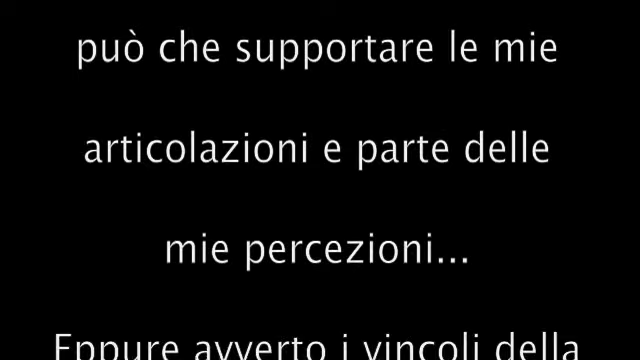 può che supportare le mie
articolazioni e parte delle
mie percezioni...
Eppure avverto i vincoli della